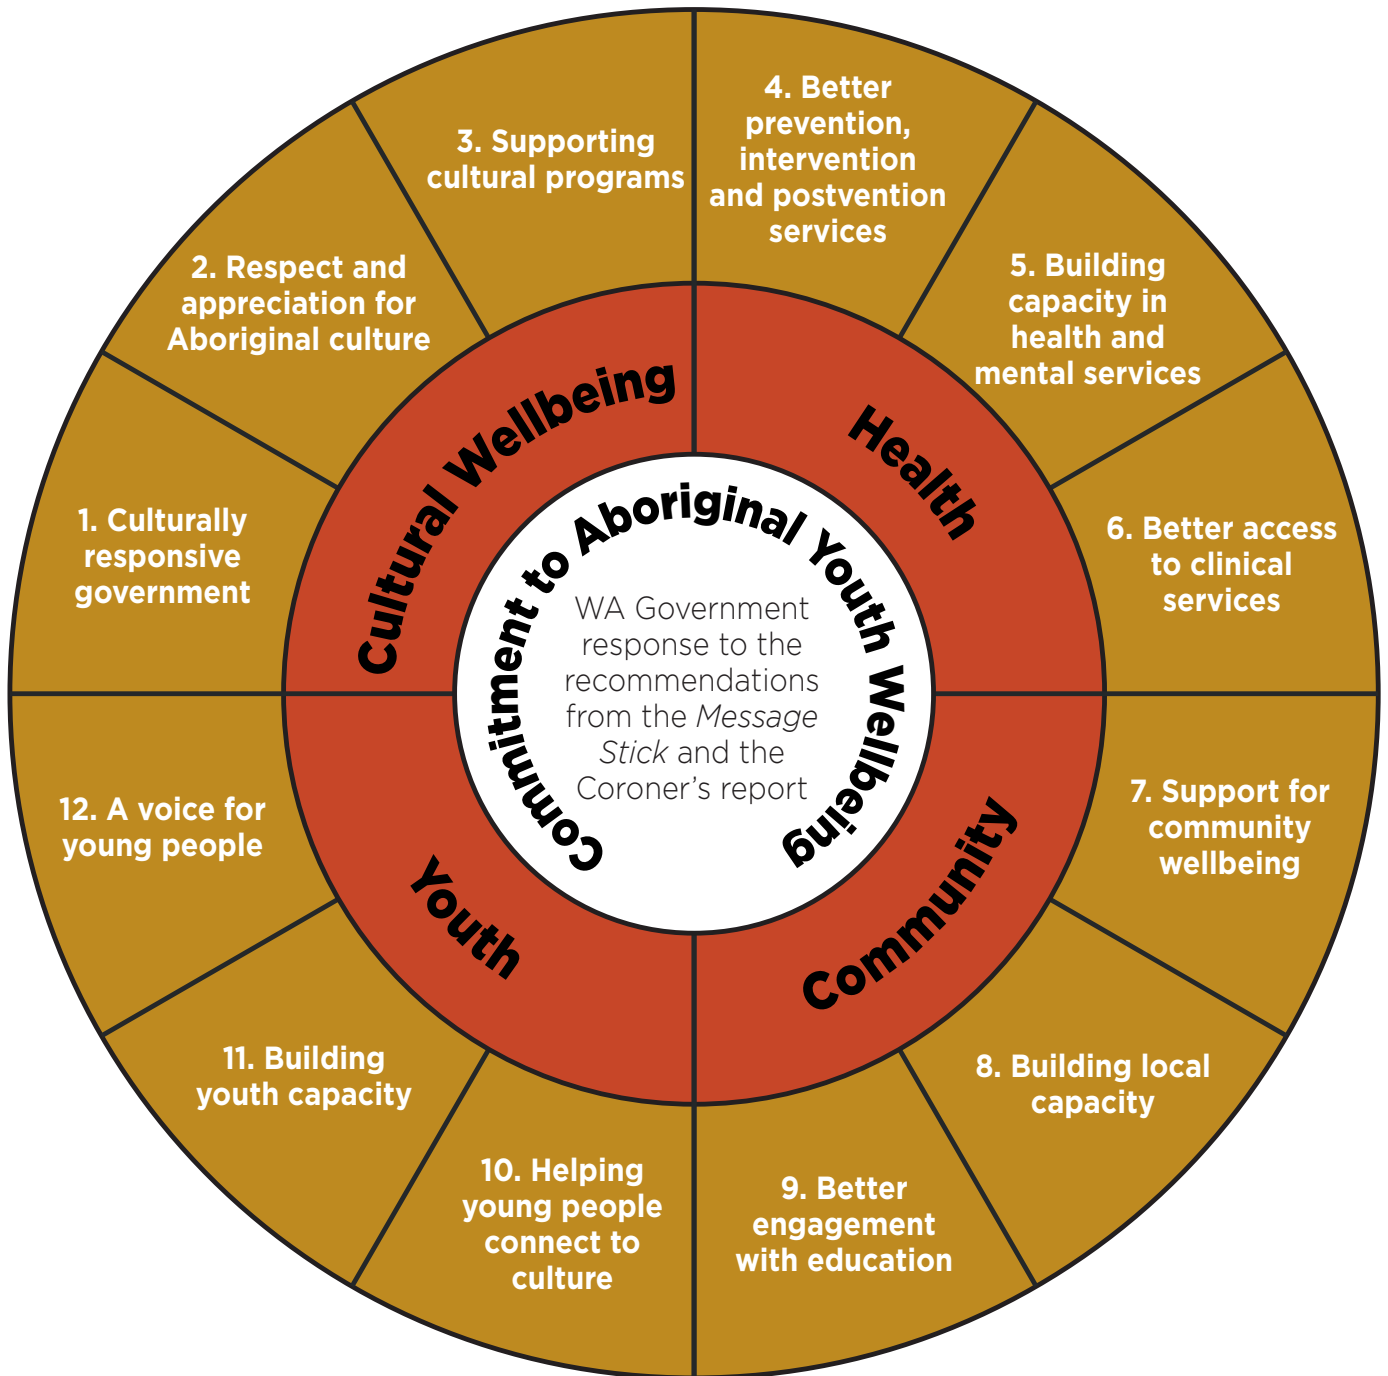 Commitment to Aboriginal Youth Wellbeing
WA Government
response to the
recommendations
from the Message
Stick and the
Coroner’s report
Cultural Wellbeing
1. Culturally
responsive
government
2. Respect and
appreciation for
Aboriginal culture
3. Supporting
cultural programs
Health
4. Better
prevention,
intervention
and postvention
services
5. Building
capacity in
health and
mental services
6. Better access
to clinical
services
Community
7. Support for
community
wellbeing
8. Building local
capacity
9. Better
engagement
with education
Youth
10. Helping
young people
connect to
culture
11. Building
youth capacity
12. A voice for
young people